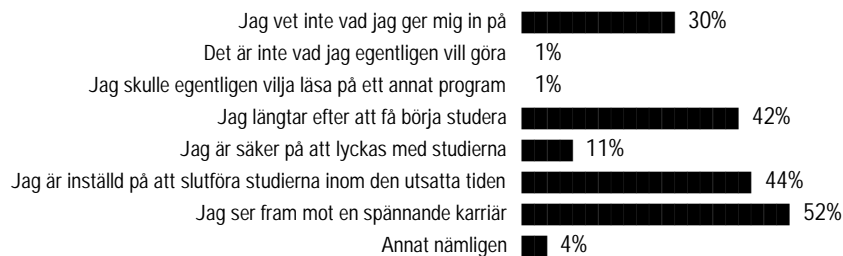 Jag vet inte vad jag ger mig in på 30%
Det är inte vad jag egentligen vill göra 1%
Jag skulle egentligen vilja läsa på ett annat program 1%
Jag längtar efter att få börja studera 42%
Jag är säker på att lyckas med studierna 11%
Jag är inställd på att slutföra studierna inom den utsatta tiden 44%
Jag ser fram mot en spännande karriär 52%
Annat nämligen 4%